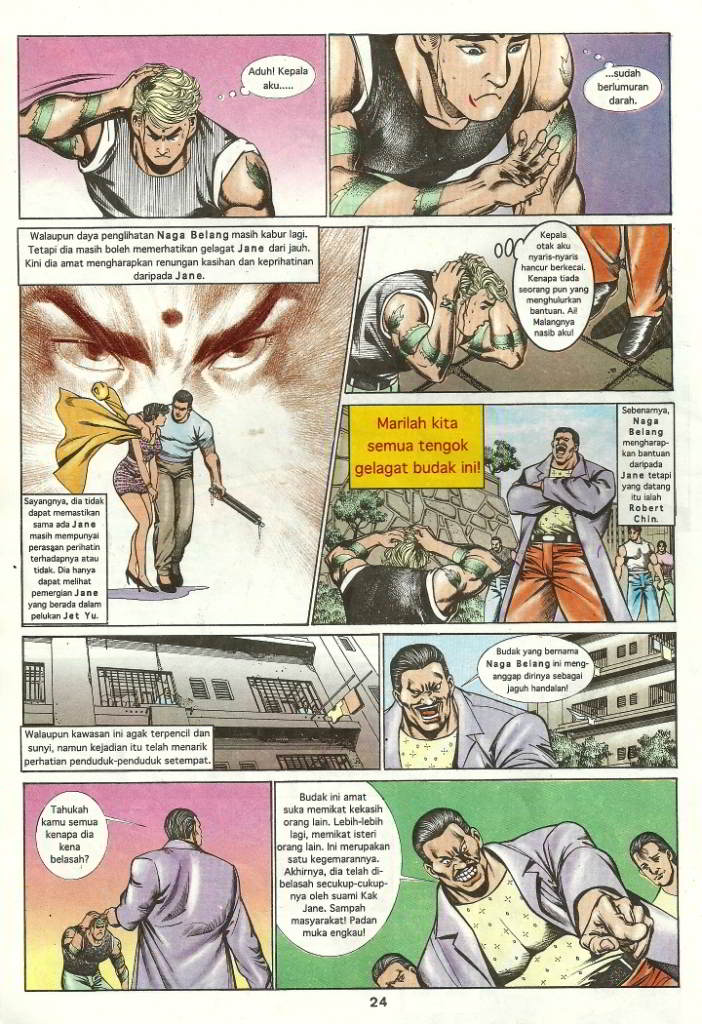 Aduh! Kepala
aku.....
...sudah
berlumuran
darah.
Walaupun daya penglihatan Naga Belang masih kabur lagi.
Tetapi dia masih boleh memerhatikan gelagat Jane dari jauh.
Kini dia amat mengharapkan renungan kasihan dan keprihatinan
daripada Jane.
Sayangnya, dia tidak
dapat memastikan
sama ada Jane
masih mempunyai
perasaan perihatin
terhadapnya atau
tidak. Dia hanya
dapat melihat
pemergian Jane
yang berada dalam
pelukan Jet Yu.
Kepala
otak aku
nyaris-nyaris
hancur berkecai.
Kenapa tiada
seorang pun yang
menghulurkan
bantuan. Ai!
Malangnya
nasib aku!
Marilah kita
semua tengok
gelagat budak ini!
Sebenarnya,
Naga
Belang
mengharap-
kan bantuan
daripada
Jane tetapi
yang datang
itu ialah
Robert
Chin.
Walaupun kawasan ini agak terpencil dan
sunyi, namun kejadian itu telah menarik
perhatian penduduk-penduduk setempat.
Budak yang bernama
Naga Belang ini meng-
anggap dirinya sebagai
jaguh handalan!
Tahukah
kamu semua
kenapa dia
kena
belasah?
Budak ini amat
suka memikat kekasih
orang lain. Lebih-lebih
lagi, memikat isteri
orang lain. Ini merupakan
satu kegemarannya.
Akhirnya, dia telah di-
belasah secukup-cukup-
nya oleh suami Kak
Jane. Sampah
masyarakat! Padan
muka engkau!
24